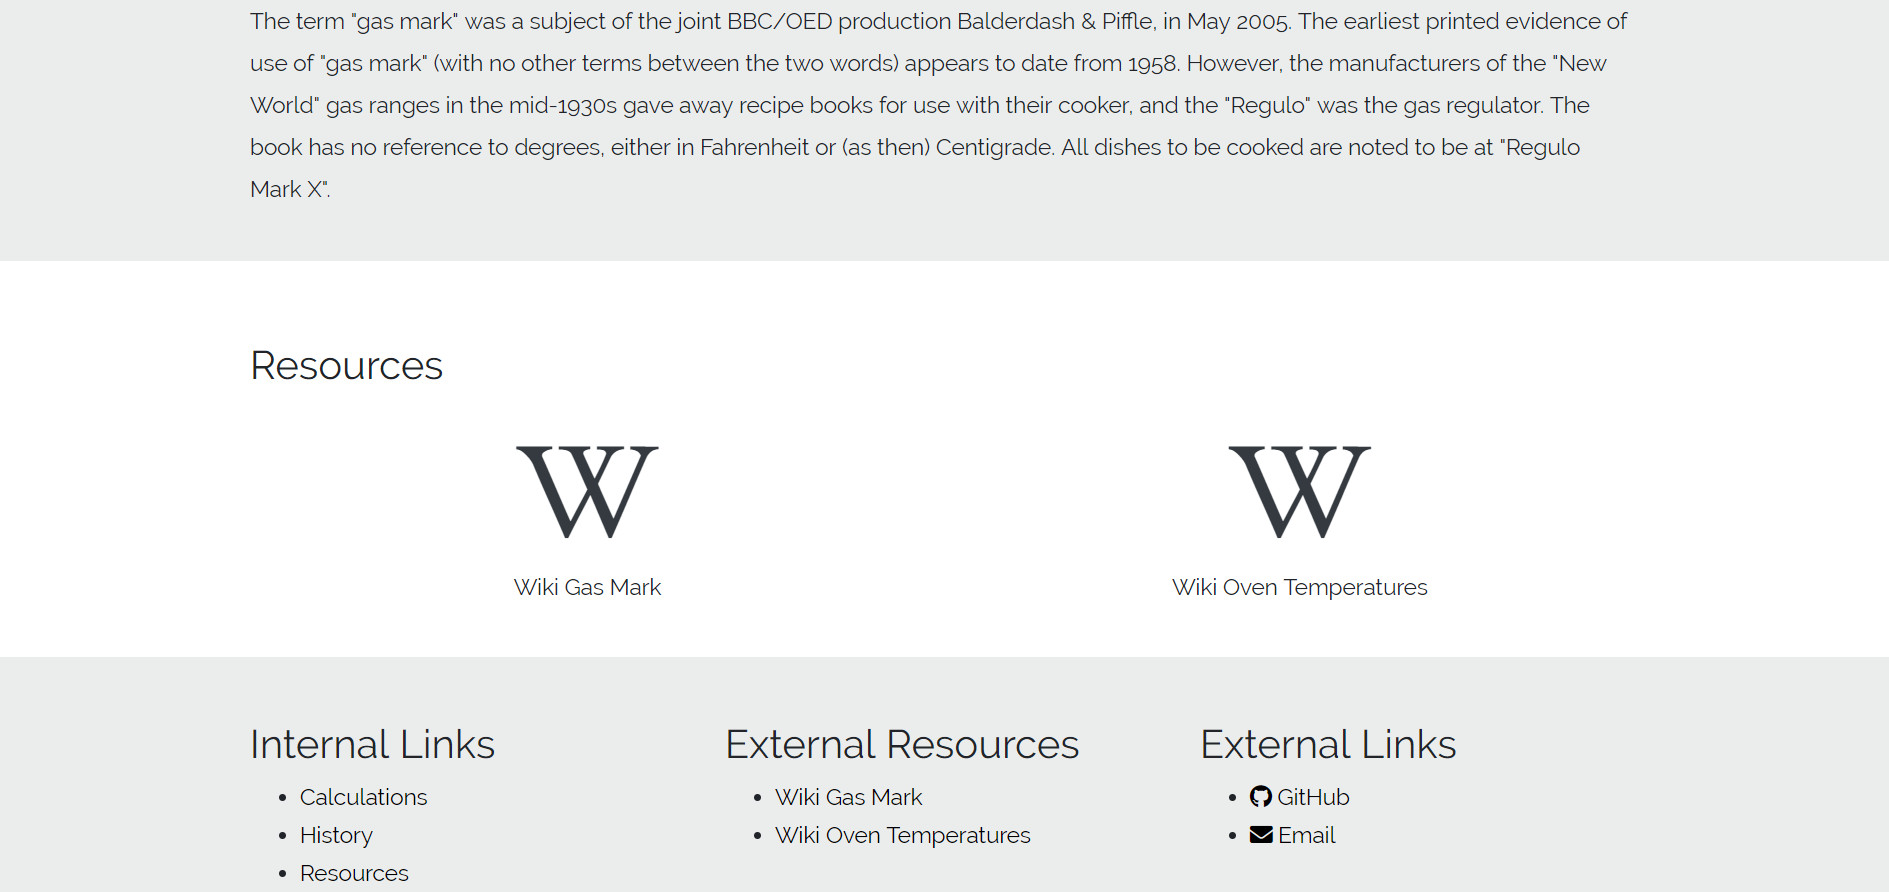 The term "gas mark" was a subject of the joint BBC/OED production Balderdash & Piffle, in May 2005. The earliest printed evidence of
use of "gas mark" (with no other terms between the two words) appears to date from 1958. However, the manufacturers of the "New
World" gas ranges in the mid-1930s gave away recipe books for use with their cooker, and the "Regulo" was the gas regulator. The
book has no reference to degrees, either in Fahrenheit or (as then) Centigrade. All dishes to be cooked are noted to be at "Regulo
Mark X".
Resources
W
W
Wiki Gas Mark
Wiki Oven Temperatures
Internal Links
Calculations
History
Resources
External Resources
Wiki Gas Mark
Wiki Oven Temperatures
External Links
GitHub
Email